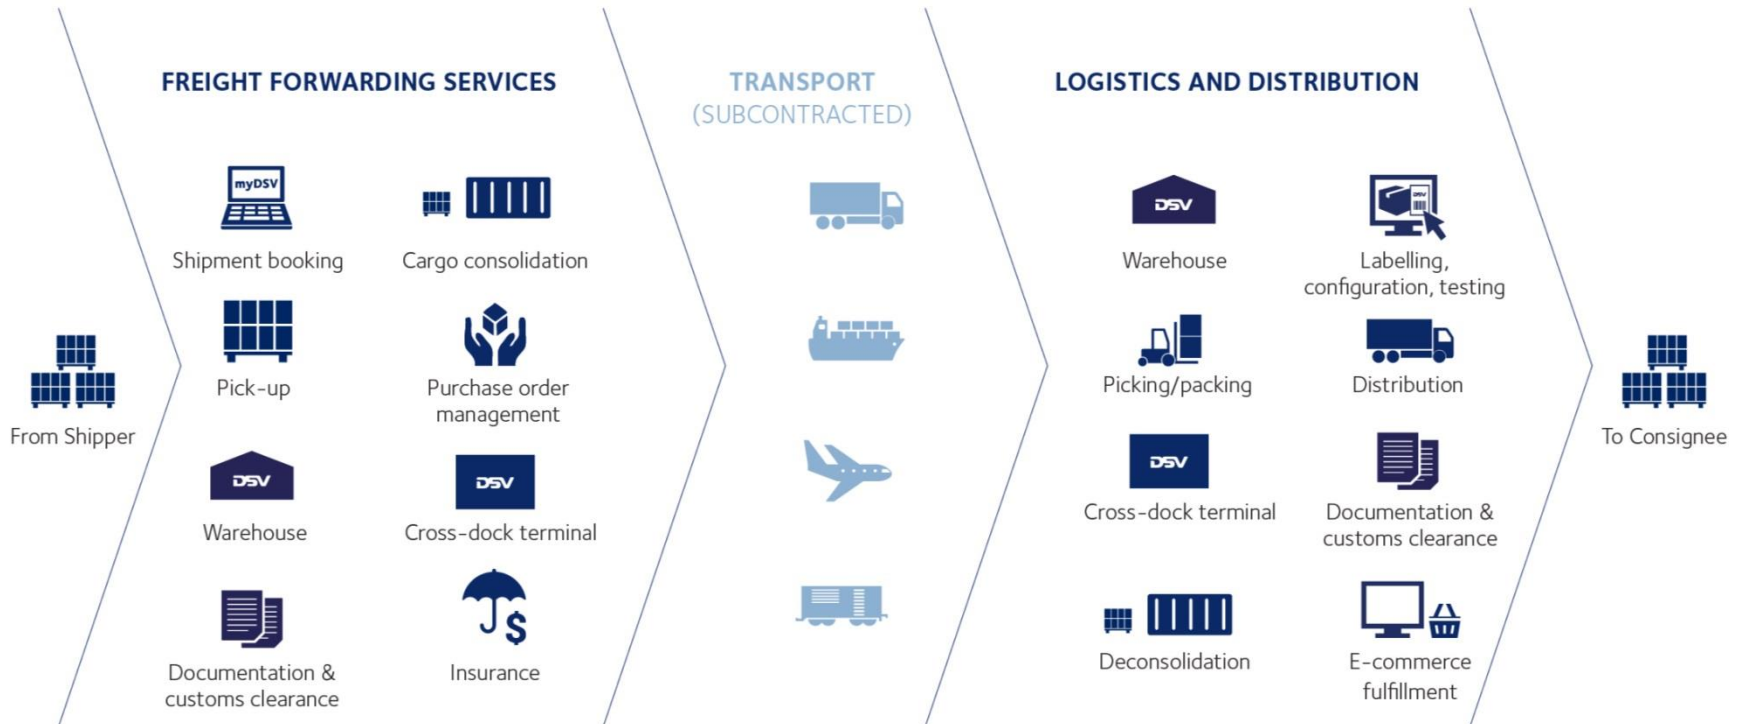 FREIGHT FORWARDING SERVICES
TRANSPORT
(SUBCONTRACTED)
LOGISTICS AND DISTRIBUTION
From Shipper
myDSV
Shipment booking
Cargo consolidation
Pick-up
Purchase order
management
DSV
Warehouse
DSV
Cross-dock terminal
Documentation &
customs clearance
$
Insurance
DSV
Warehouse
DSV
Labelling,
configuration, testing
Picking/packing
Distribution
DSV
Cross-dock terminal
Documentation &
customs clearance
Deconsolidation
E-commerce
fulfillment
To Consignee